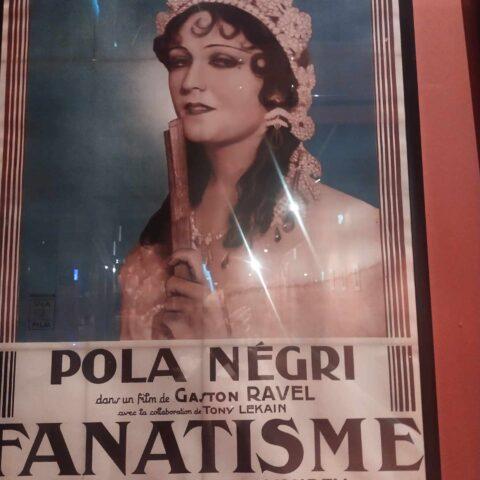 POLA NÉGRI
dans un film de GASTON RAVEL
avec la collaboration de TONY LEKAIN
FANATISME